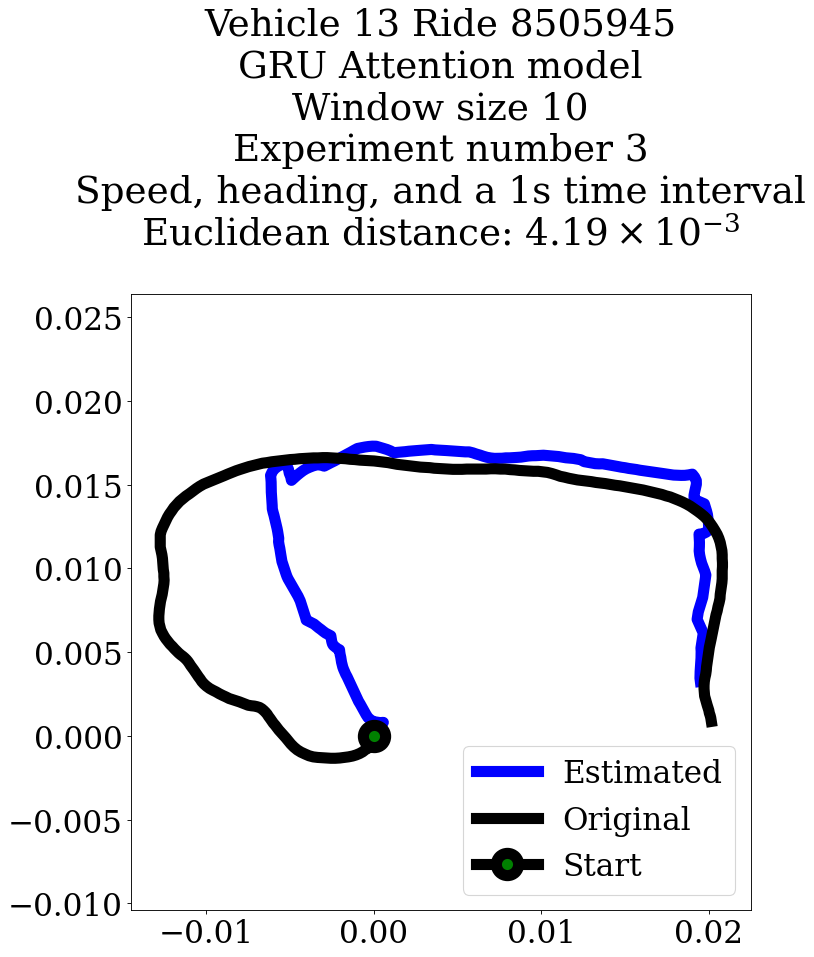 Vehicle 13 Ride 8505945
GRU Attention model
Window size 10
Experiment number 3
Speed, heading, and a 1s time interval
Euclidean distance: 4.19 × 10⁻³
0.025
0.020
0.015
0.010
0.005
0.000
−0.005
−0.010
−0.01 0.00 0.01 0.02
Estimated
Original
Start